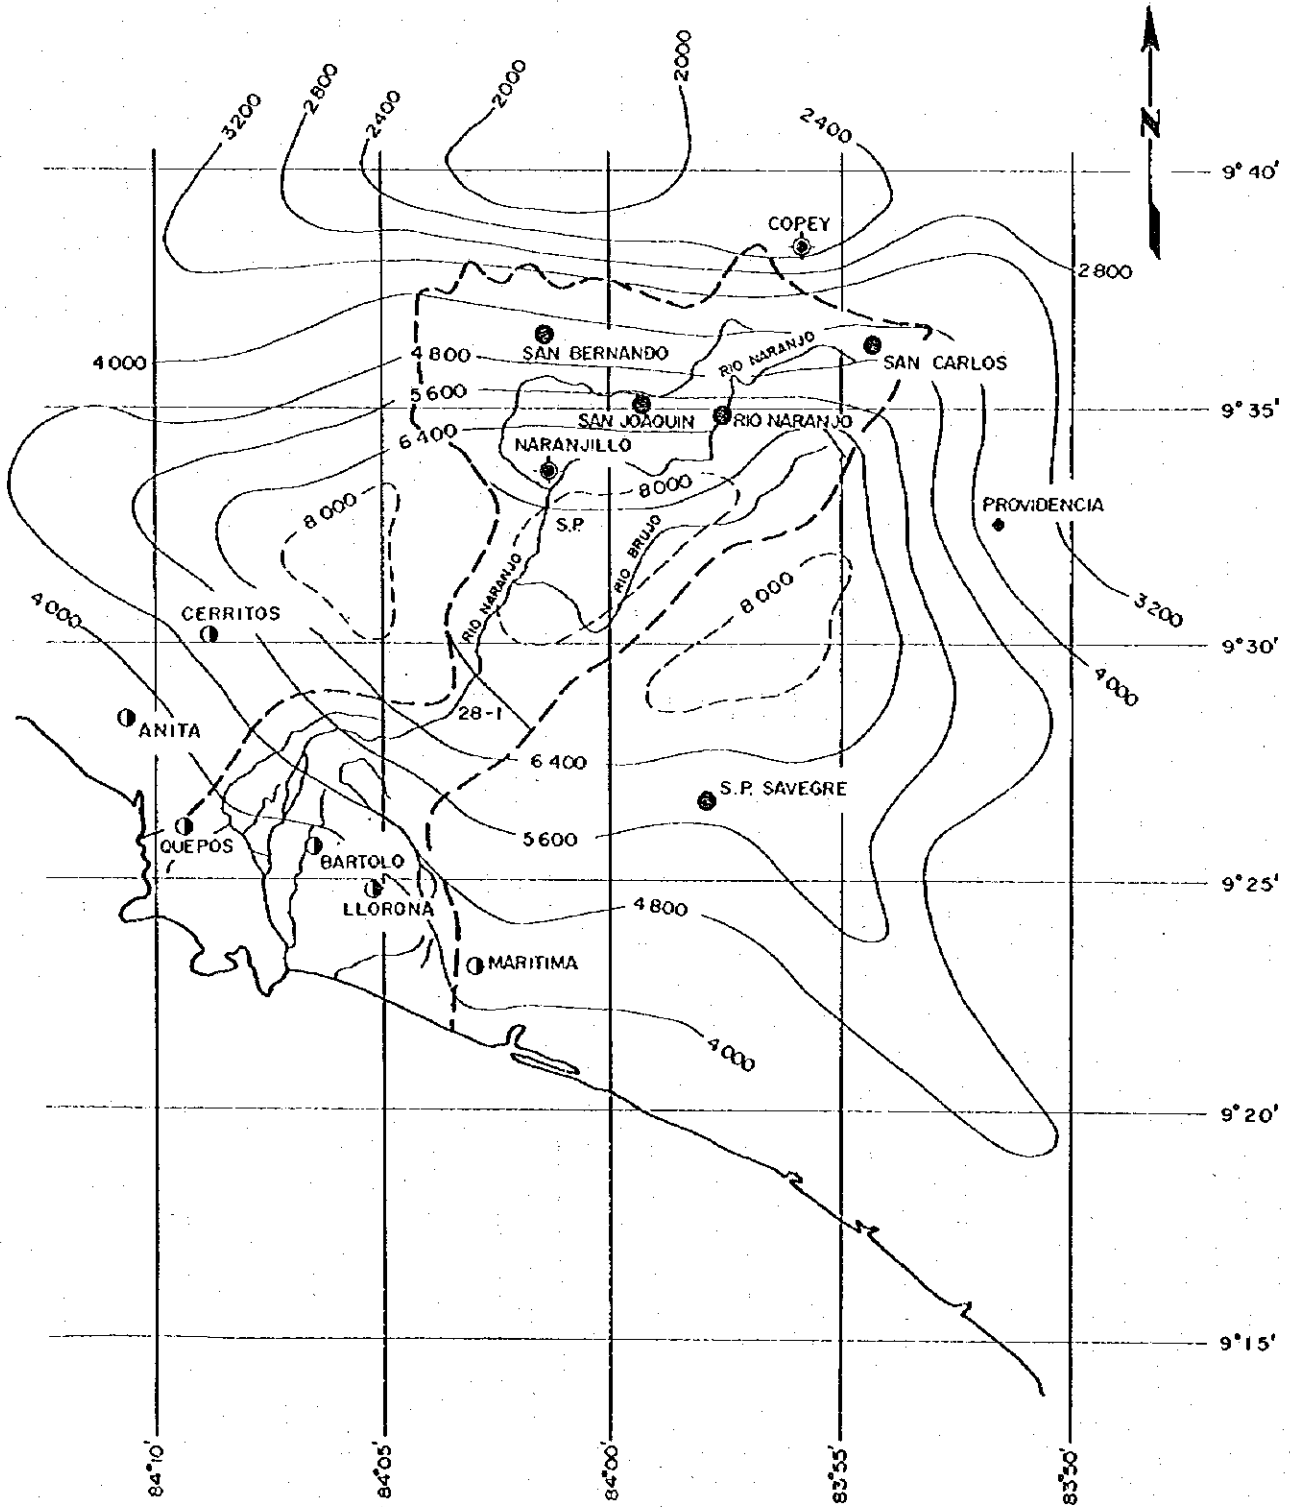 2000
2000
2800
3200
2400
2400
N
9°40'
COPEY
2800
4000
4800
SAN BERNANDO
RIO NARANJO
SAN CARLOS
5600
9°35'
SAN JOAQUIN
RIO NARANJO
6400
NARANJILLO
8000
8000
PROVIDENCIA
S.P.
RIO BRUJO
RIO NARANJO
8000
4000
CERRITOS
3200
9°30'
4000
28-1
ANITA
6400
S.P. SAVEGRE
QUEPOS
5600
BARTOLO
9°25'
LLORONA
4800
MARITIMA
4000
9°20'
9°15'
84°10'
84°05'
84°00'
83°55'
83°50'